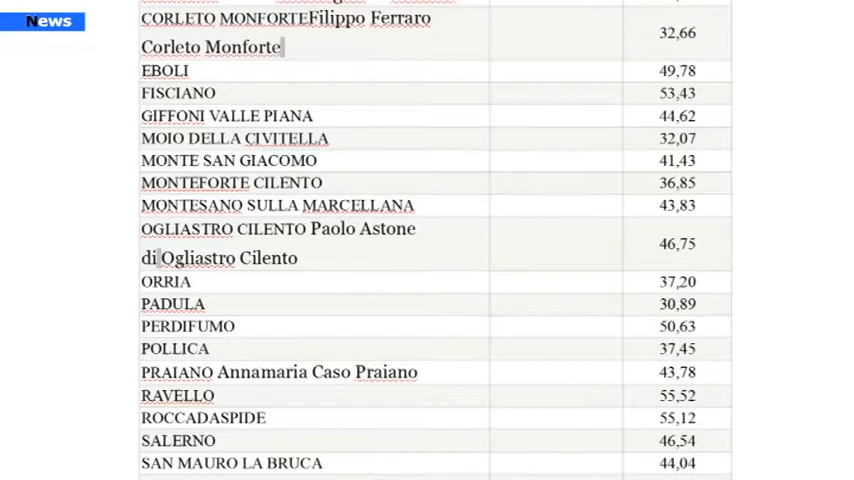 News
CORLETO MONFORTEFilippo Ferraro
Corleto Monforte
32,66
EBOLI 49,78
FISCIANO 53,43
GIFFONI VALLE PIANA 44,62
MOIO DELLA CIVITELLA 32,07
MONTE SAN GIACOMO 41,43
MONTEFORTE CILENTO 36,85
MONTESANO SULLA MARCELLANA 43,83
OGLIASTRO CILENTO Paolo Astone
di Ogliastro Cilento
46,75
ORRIA 37,20
PADULA 30,89
PERDIFUMO 50,63
POLLICA 37,45
PRAIANO Annamaria Caso Praiano 43,78
RAVELLO 55,52
ROCCADASPIDE 55,12
SALERNO 46,54
SAN MAURO LA BRUCA 44,04